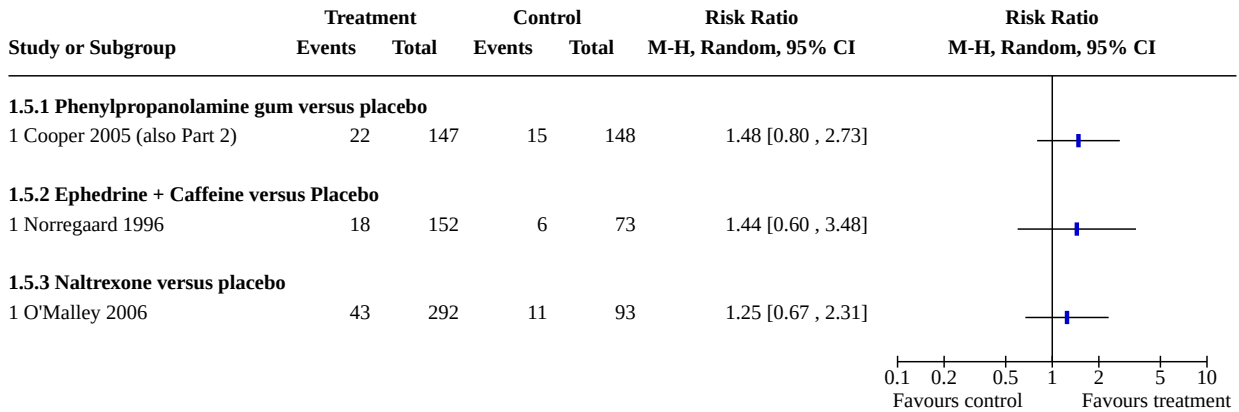 Treatment Control Risk Ratio Risk Ratio
Study or Subgroup Events Total Events Total M-H, Random, 95% CI M-H, Random, 95% CI
1.5.1 Phenylpropanolamine gum versus placebo
1 Cooper 2005 (also Part 2) 22 147 15 148 1.48 [0.80 , 2.73]
1.5.2 Ephedrine + Caffeine versus Placebo
1 Norregaard 1996 18 152 6 73 1.44 [0.60 , 3.48]
1.5.3 Naltrexone versus placebo
1 O'Malley 2006 43 292 11 93 1.25 [0.67 , 2.31]
0.1 0.2 0.5 1 2 5 10
Favours control Favours treatment